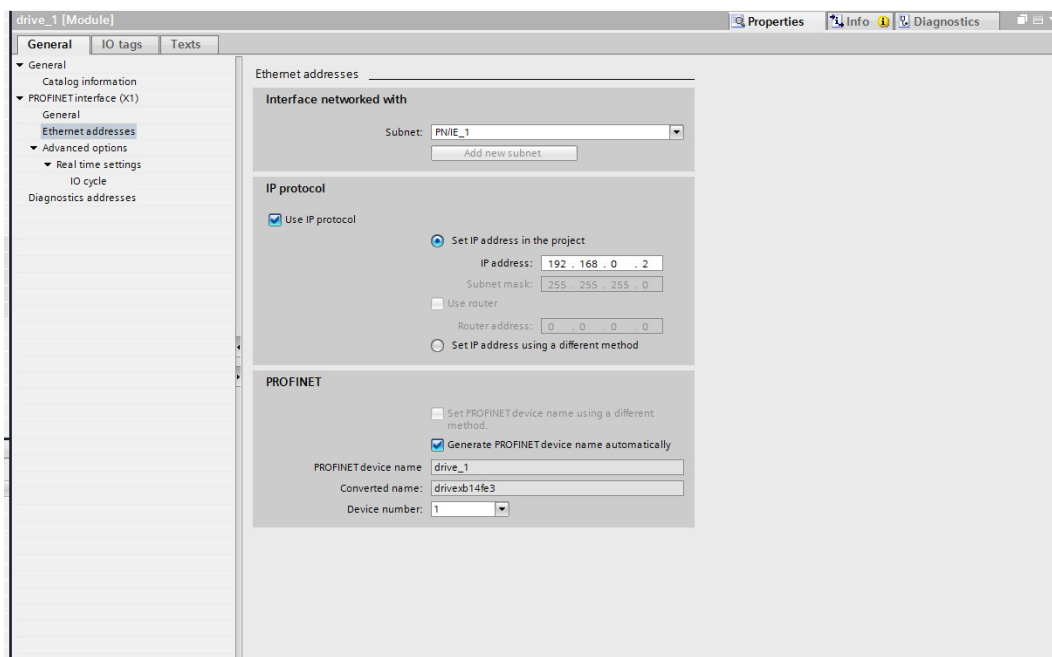 drive_1 [Module]
Properties
Info
Diagnostics
General
IO tags
Texts
General
Catalog information
PROFINET interface (X1)
General
Ethernet addresses
Advanced options
Real time settings
IO cycle
Diagnostics addresses
Ethernet addresses
Interface networked with
Subnet: PN/IE_1
Add new subnet
IP protocol
Use IP protocol
Set IP address in the project
IP address: 192 . 168 . 0 . 2
Subnet mask: 255 . 255 . 255 . 0
Use router
Router address: 0 . 0 . 0 . 0
Set IP address using a different method
PROFINET
Set PROFINET device name using a different
method.
Generate PROFINET device name automatically
PROFINET device name drive_1
Converted name: drivexb14fe3
Device number: 1